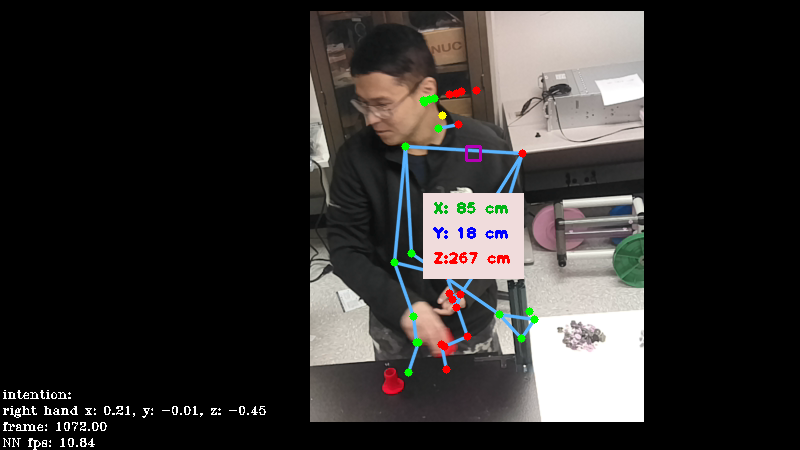 NUC
X: 85 cm
Y: 18 cm
Z:267 cm
intention:
right hand x: 0.21, y: -0.01, z: -0.45
frame: 1072.00
NN fps: 10.84